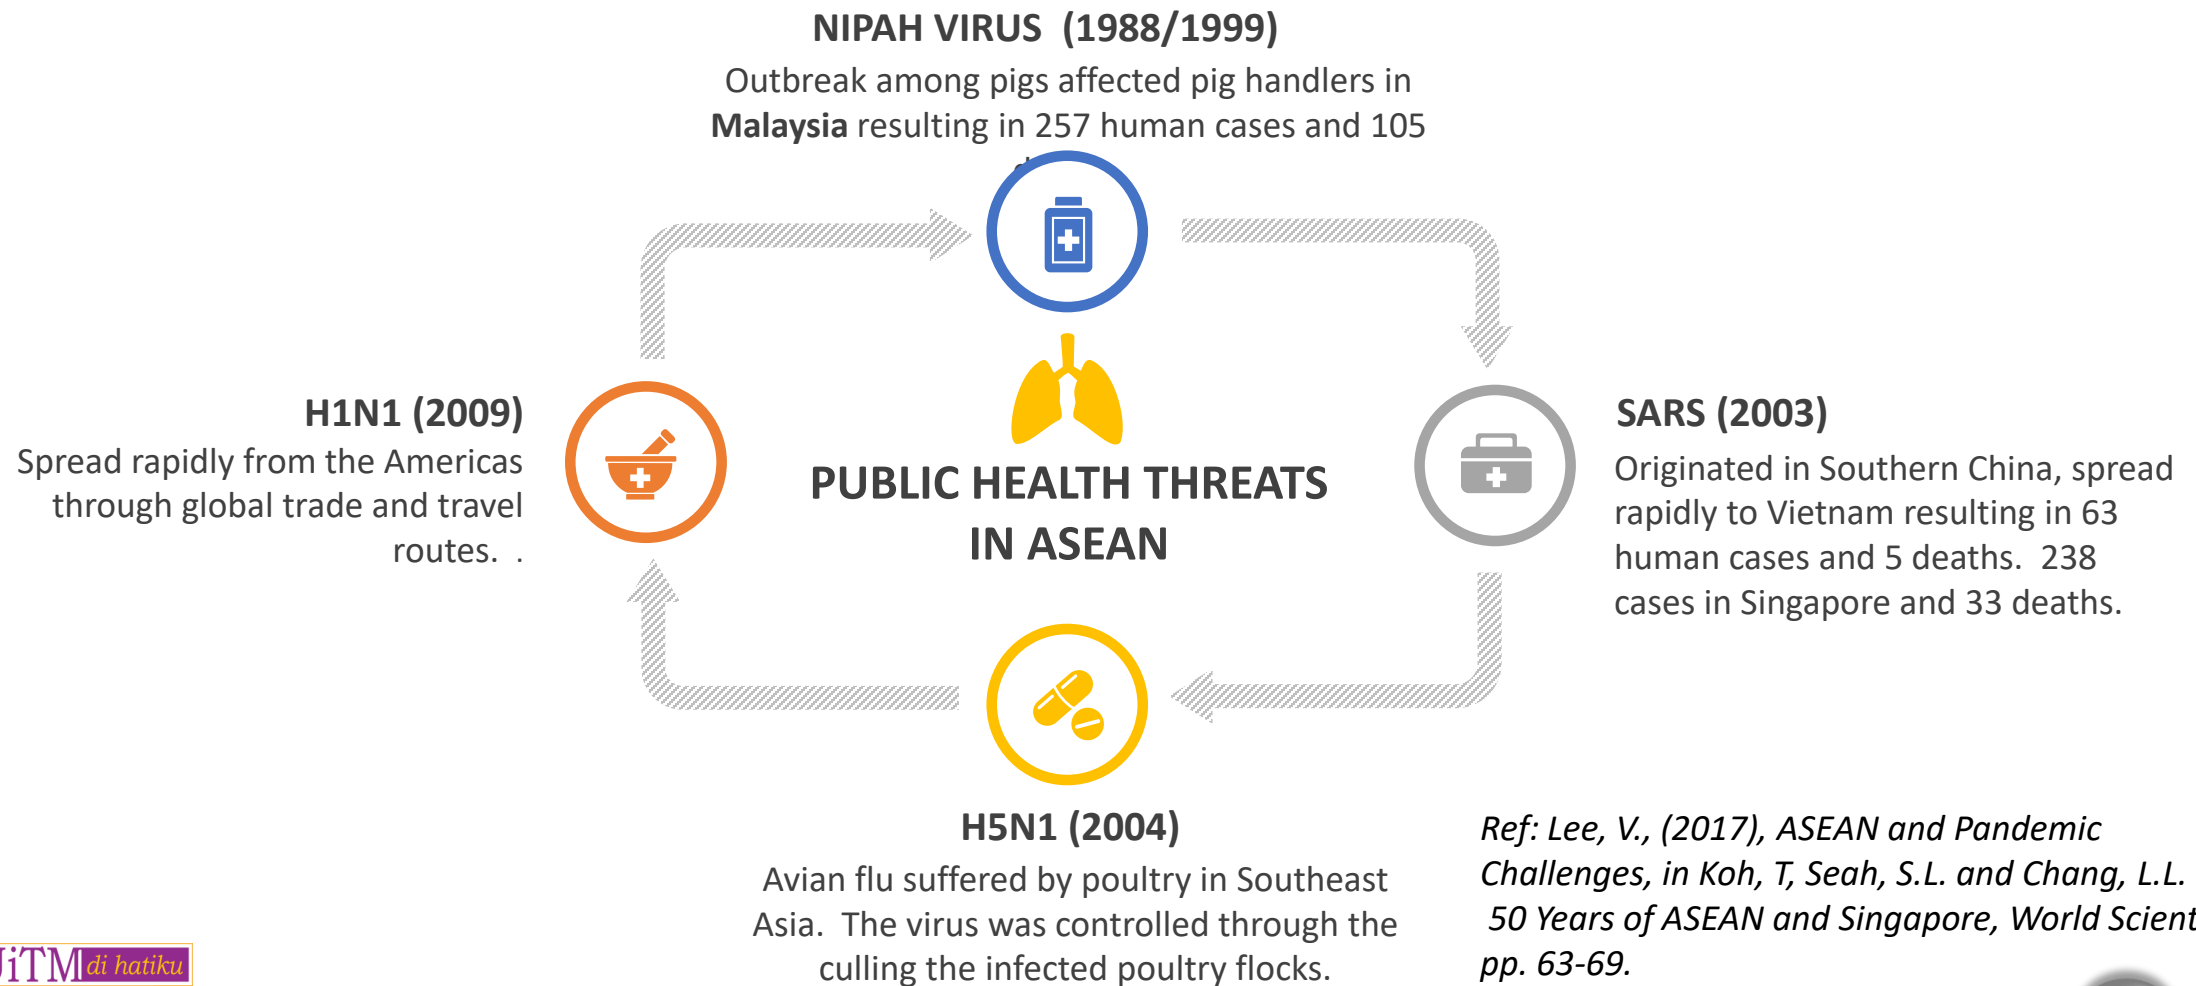 NIPAH VIRUS (1988/1999)
Outbreak among pigs affected pig handlers in
Malaysia resulting in 257 human cases and 105
H1N1 (2009)
Spread rapidly from the Americas
through global trade and travel
routes. .
PUBLIC HEALTH THREATS
IN ASEAN
SARS (2003)
Originated in Southern China, spread
rapidly to Vietnam resulting in 63
human cases and 5 deaths. 238
cases in Singapore and 33 deaths.
H5N1 (2004)
Avian flu suffered by poultry in Southeast
Asia. The virus was controlled through the
culling the infected poultry flocks.
Ref: Lee, V., (2017), ASEAN and Pandemic
Challenges, in Koh, T, Seah, S.L. and Chang, L.L.
50 Years of ASEAN and Singapore, World Scient
pp. 63-69.
UiTM di hatiku